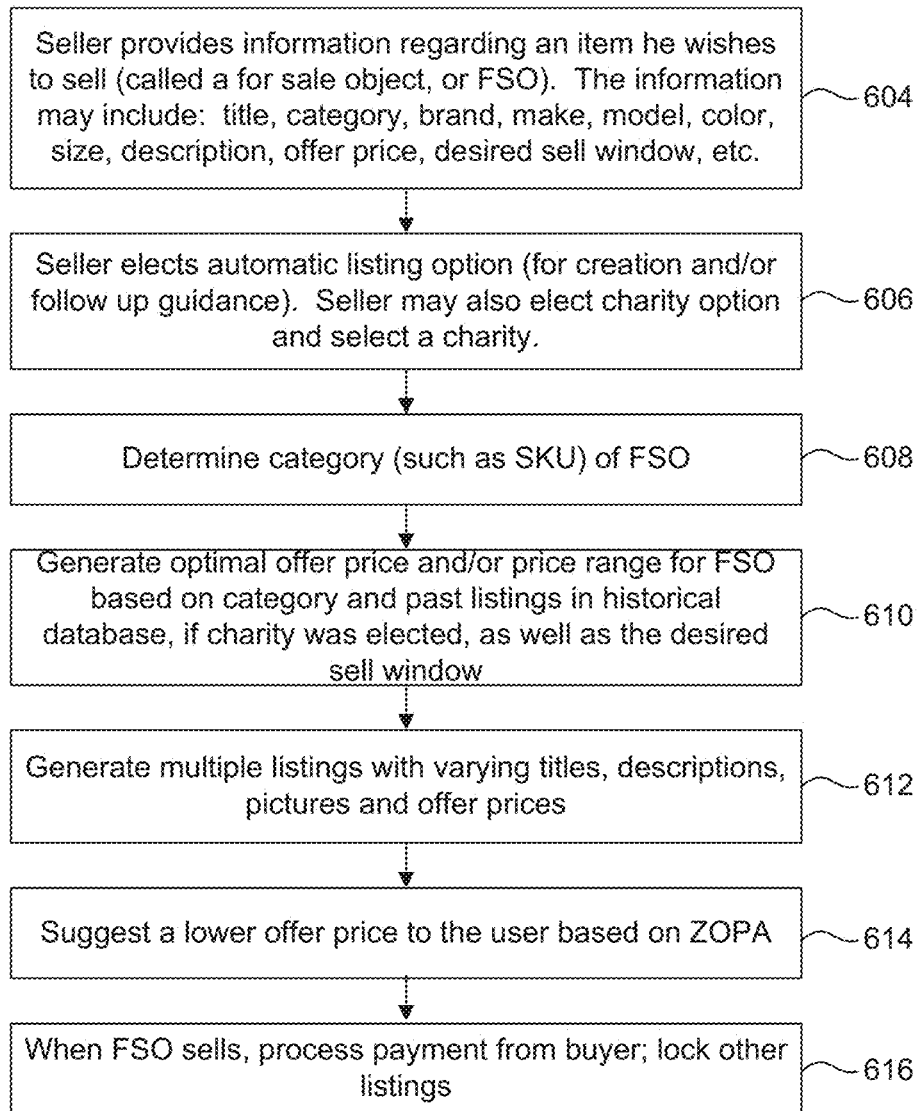 Seller provides information regarding an item he wishes
to sell (called a for sale object, or FSO). The information
may include: title, category, brand, make, model, color,
size, description, offer price, desired sell window, etc.
604
Seller elects automatic listing option (for creation and/or
follow up guidance). Seller may also elect charity option
and select a charity.
606
Determine category (such as SKU) of FSO
608
Generate optimal offer price and/or price range for FSO
based on category and past listings in historical
database, if charity was elected, as well as the desired
sell window
610
Generate multiple listings with varying titles, descriptions,
pictures and offer prices
612
Suggest a lower offer price to the user based on ZOPA
614
When FSO sells, process payment from buyer; lock other
listings
616